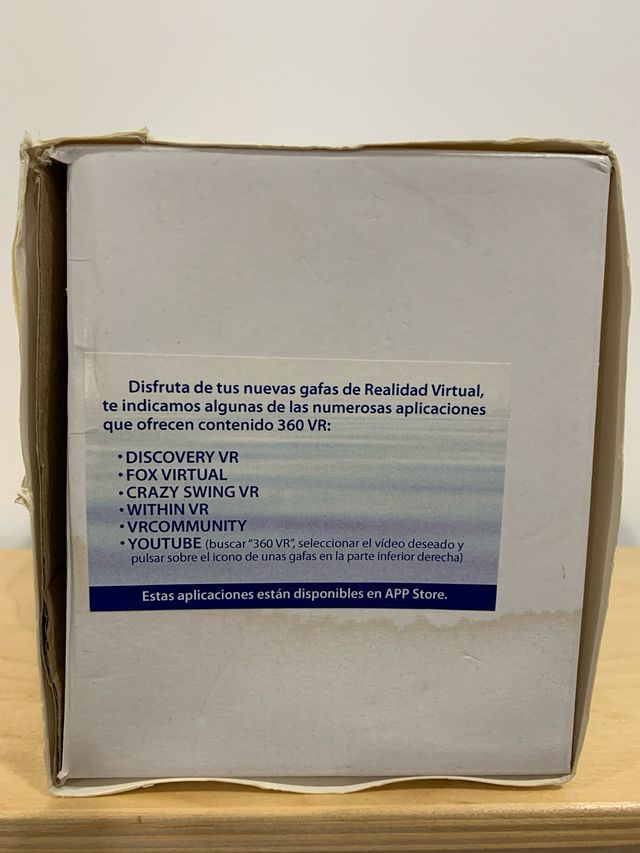 Disfruta de tus nuevas gafas de Realidad Virtual,
te indicamos algunas de las numerosas aplicaciones
que ofrecen contenido 360 VR:
• DISCOVERY VR
• FOX VIRTUAL
• CRAZY SWING VR
• WITHIN VR
• VRCOMMUNITY
• YOUTUBE (buscar "360 VR", seleccionar el vídeo deseado y
pulsar sobre el icono de unas gafas en la parte inferior derecha)
Estas aplicaciones están disponibles en APP Store.